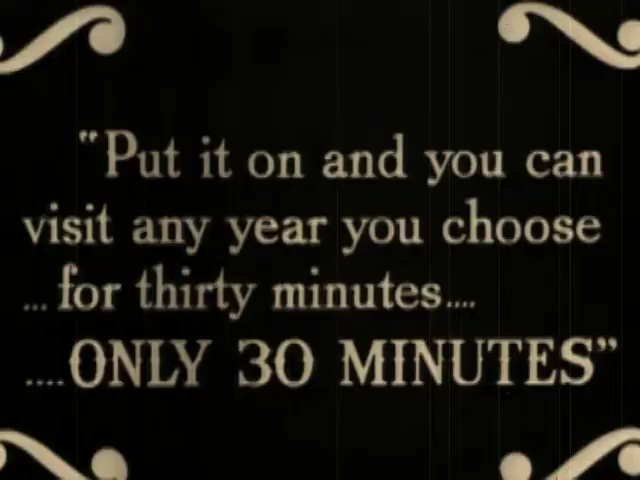 "Put it on and you can
visit any year you choose
... for thirty minutes....
....ONLY 30 MINUTES"